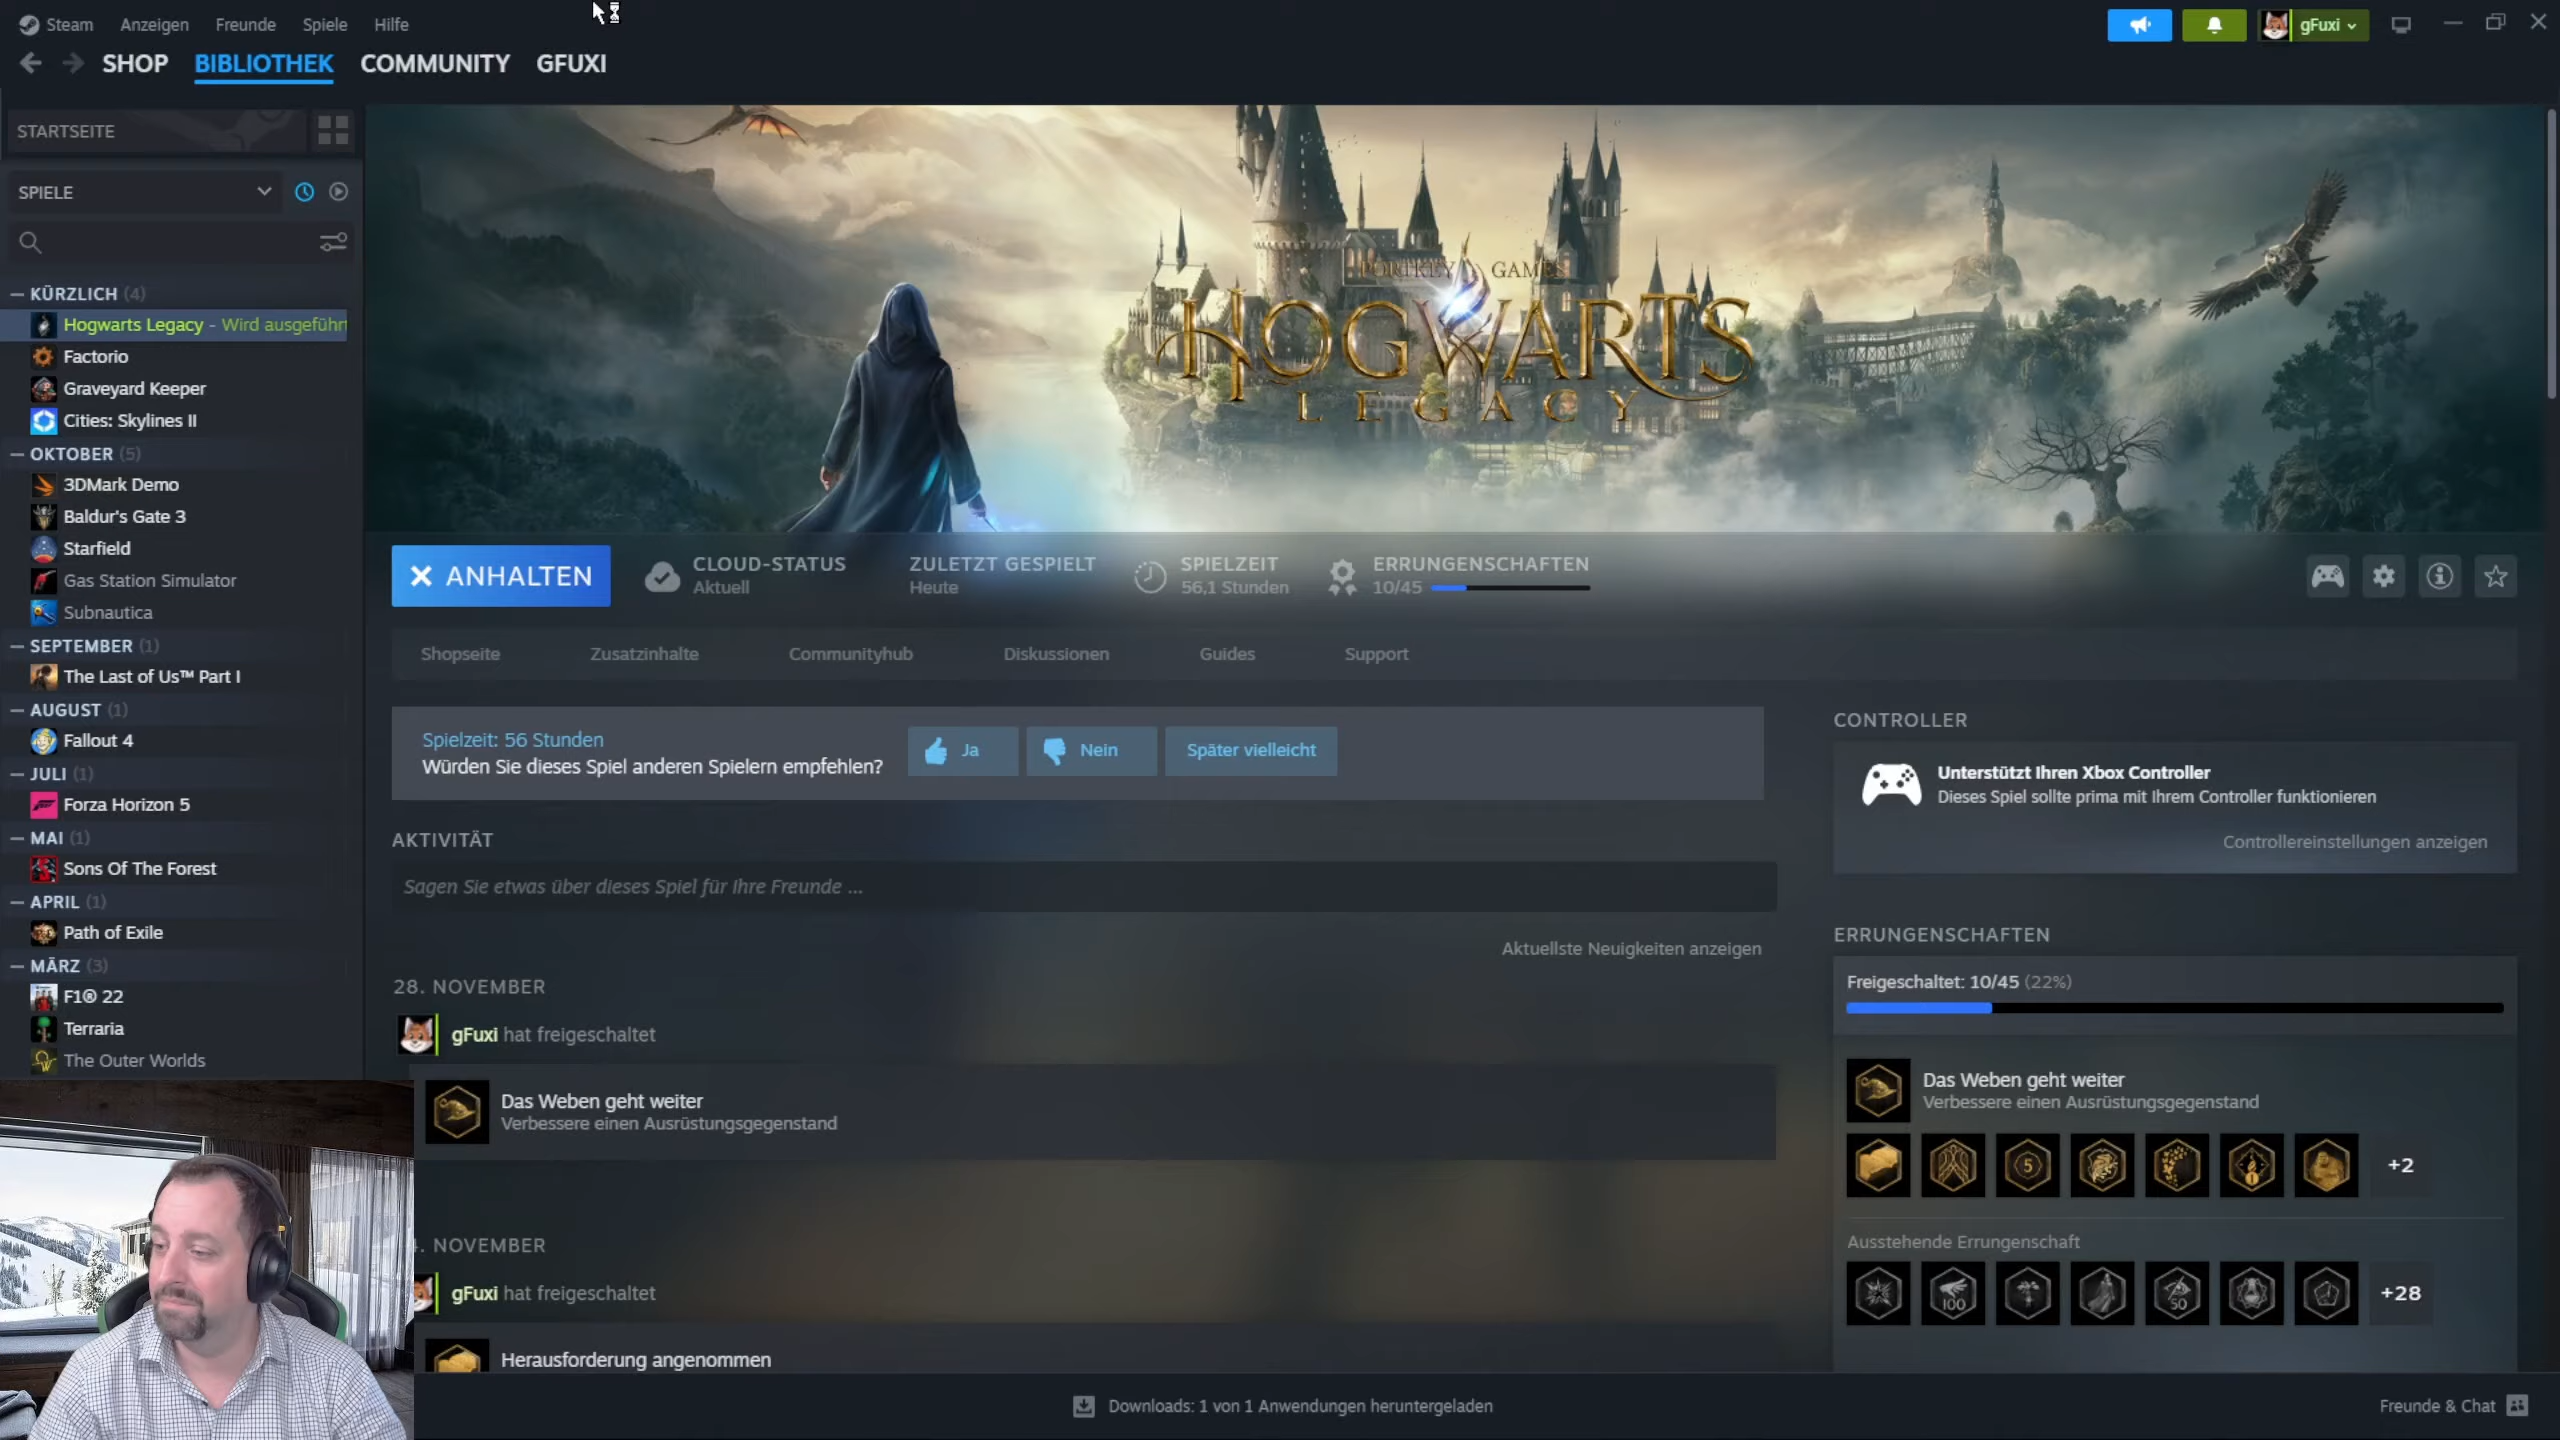 Steam Anzeigen Freunde Spiele Hilfe
gFuxi
SHOP BIBLIOTHEK COMMUNITY GFUXI
STARTSEITE
SPIELE
KÜRZLICH (4)
Hogwarts Legacy - Wird ausgeführt
Factorio
Graveyard Keeper
Cities: Skylines II
OKTOBER (5)
3DMark Demo
Baldur's Gate 3
Starfield
Gas Station Simulator
Subnautica
SEPTEMBER (1)
The Last of Us™ Part I
AUGUST (1)
Fallout 4
JULI (1)
Forza Horizon 5
MAI (1)
Sons Of The Forest
APRIL (1)
Path of Exile
MÄRZ (3)
F1® 22
Terraria
The Outer Worlds
PORTKEY GAMES
HOGWARTS
LEGACY
ANHALTEN
CLOUD-STATUS
Aktuell
ZULETZT GESPIELT
Heute
SPIELZEIT
56,1 Stunden
ERRUNGENSCHAFTEN
10/45
Shopseite Zusatzinhalte Communityhub Diskussionen Guides Support
Spielzeit: 56 Stunden
Würden Sie dieses Spiel anderen Spielern empfehlen?
Ja Nein Später vielleicht
AKTIVITÄT
Sagen Sie etwas über dieses Spiel für Ihre Freunde ...
Aktuellste Neuigkeiten anzeigen
28. NOVEMBER
gFuxi hat freigeschaltet
Das Weben geht weiter
Verbessere einen Ausrüstungsgegenstand
. NOVEMBER
gFuxi hat freigeschaltet
Herausforderung angenommen
CONTROLLER
Unterstützt Ihren Xbox Controller
Dieses Spiel sollte prima mit Ihrem Controller funktionieren
Controllereinstellungen anzeigen
ERRUNGENSCHAFTEN
Freigeschaltet: 10/45 (22%)
Das Weben geht weiter
Verbessere einen Ausrüstungsgegenstand
5
+2
Ausstehende Errungenschaft
100
50
+28
Downloads: 1 von 1 Anwendungen heruntergeladen
Freunde & Chat